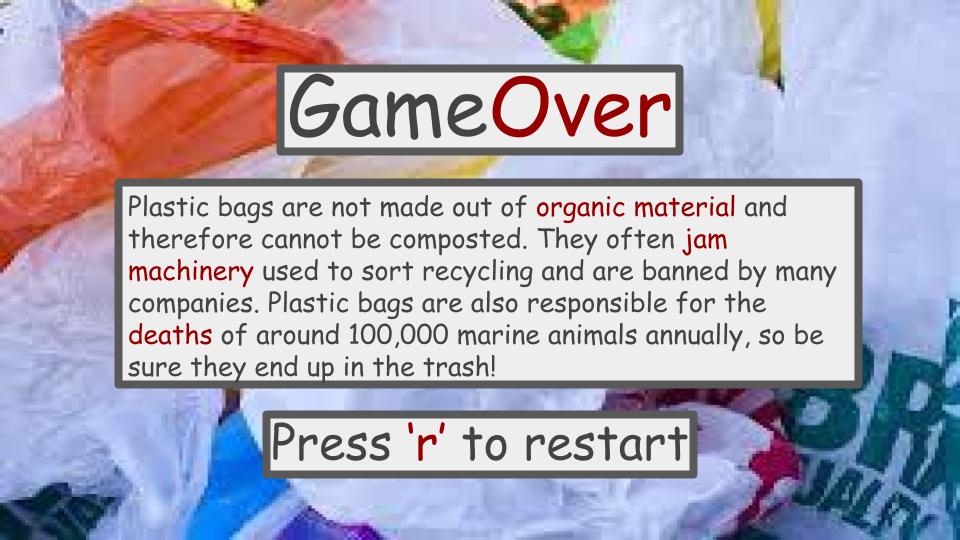 GameOver
Plastic bags are not made out of organic material and
therefore cannot be composted. They often jam
machinery used to sort recycling and are banned by many
companies. Plastic bags are also responsible for the
deaths of around 100,000 marine animals annually, so be
sure they end up in the trash!
Press ‘r’ to restart